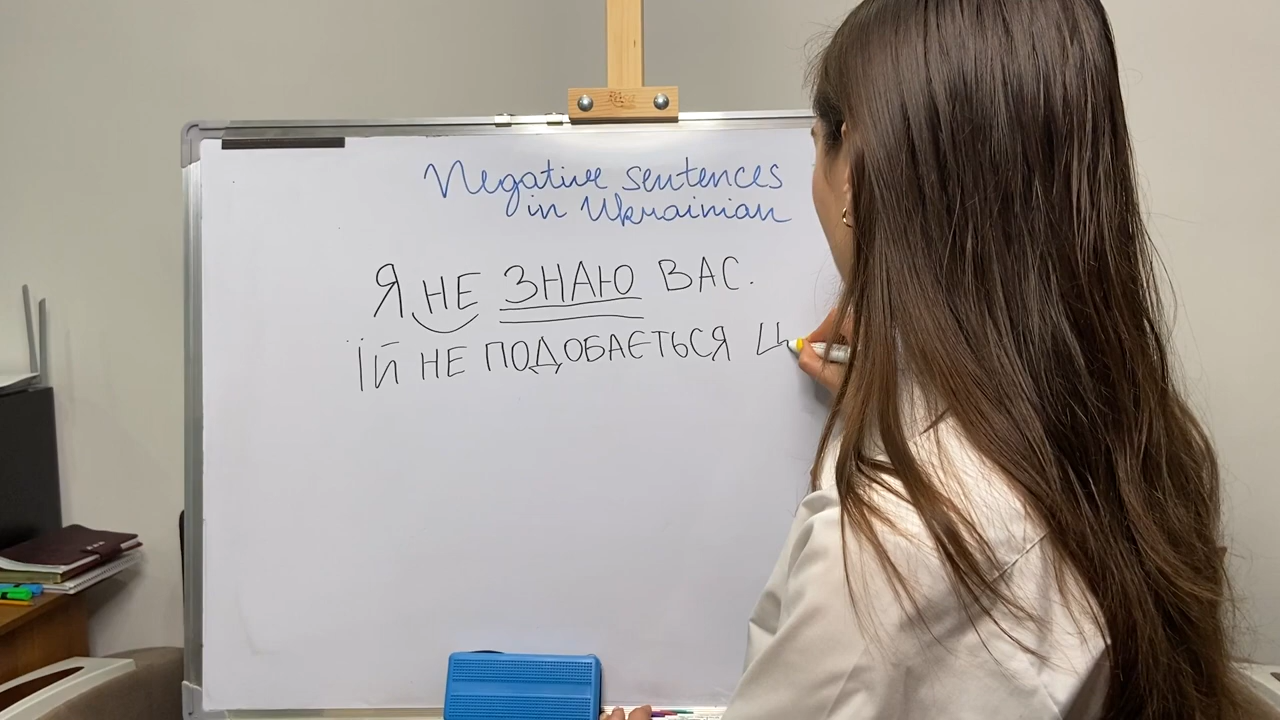 Negative sentences
in Ukrainian
Я НЕ ЗНАЮ ВАС.
ЇЙ НЕ ПОДОБАЄТЬСЯ Ц